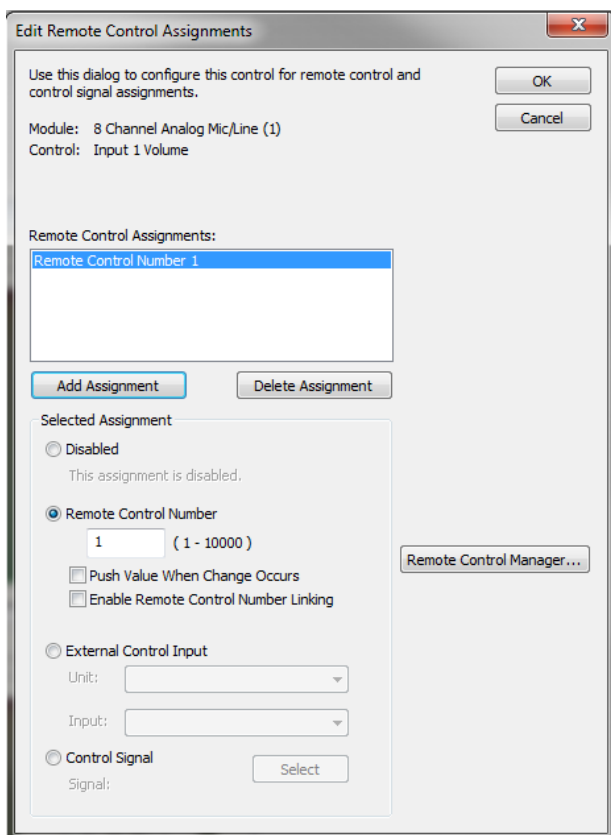 Edit Remote Control Assignments
Use this dialog to configure this control for remote control and
control signal assignments.
OK
Cancel
Module: 8 Channel Analog Mic/Line (1)
Control: Input 1 Volume
Remote Control Assignments:
Remote Control Number 1
Add Assignment
Delete Assignment
Selected Assignment
Disabled
This assignment is disabled.
Remote Control Number
1 ( 1 - 10000 )
Push Value When Change Occurs
Enable Remote Control Number Linking
Remote Control Manager...
External Control Input
Unit:
Input:
Control Signal
Signal:
Select